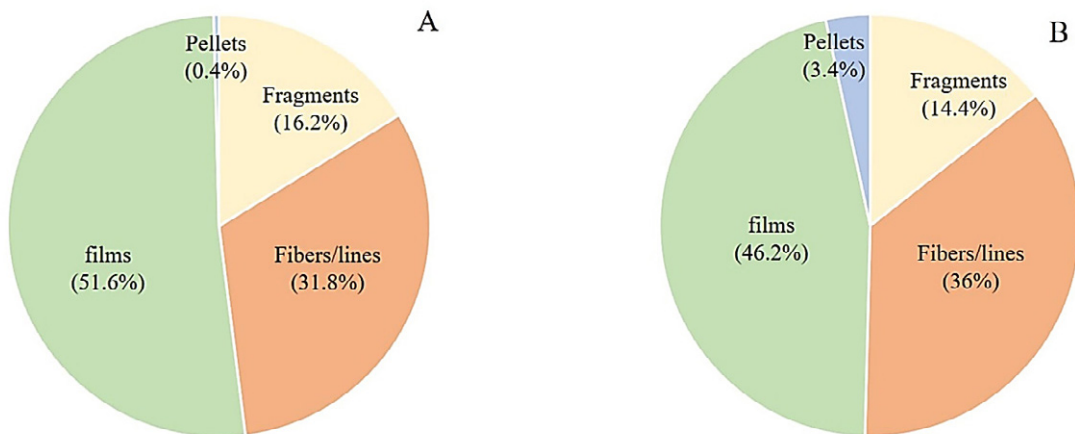 A
Pellets
(0.4%)
Fragments
(16.2%)
films
(51.6%)
Fibers/lines
(31.8%)
B
Pellets
(3.4%)
Fragments
(14.4%)
films
(46.2%)
Fibers/lines
(36%)